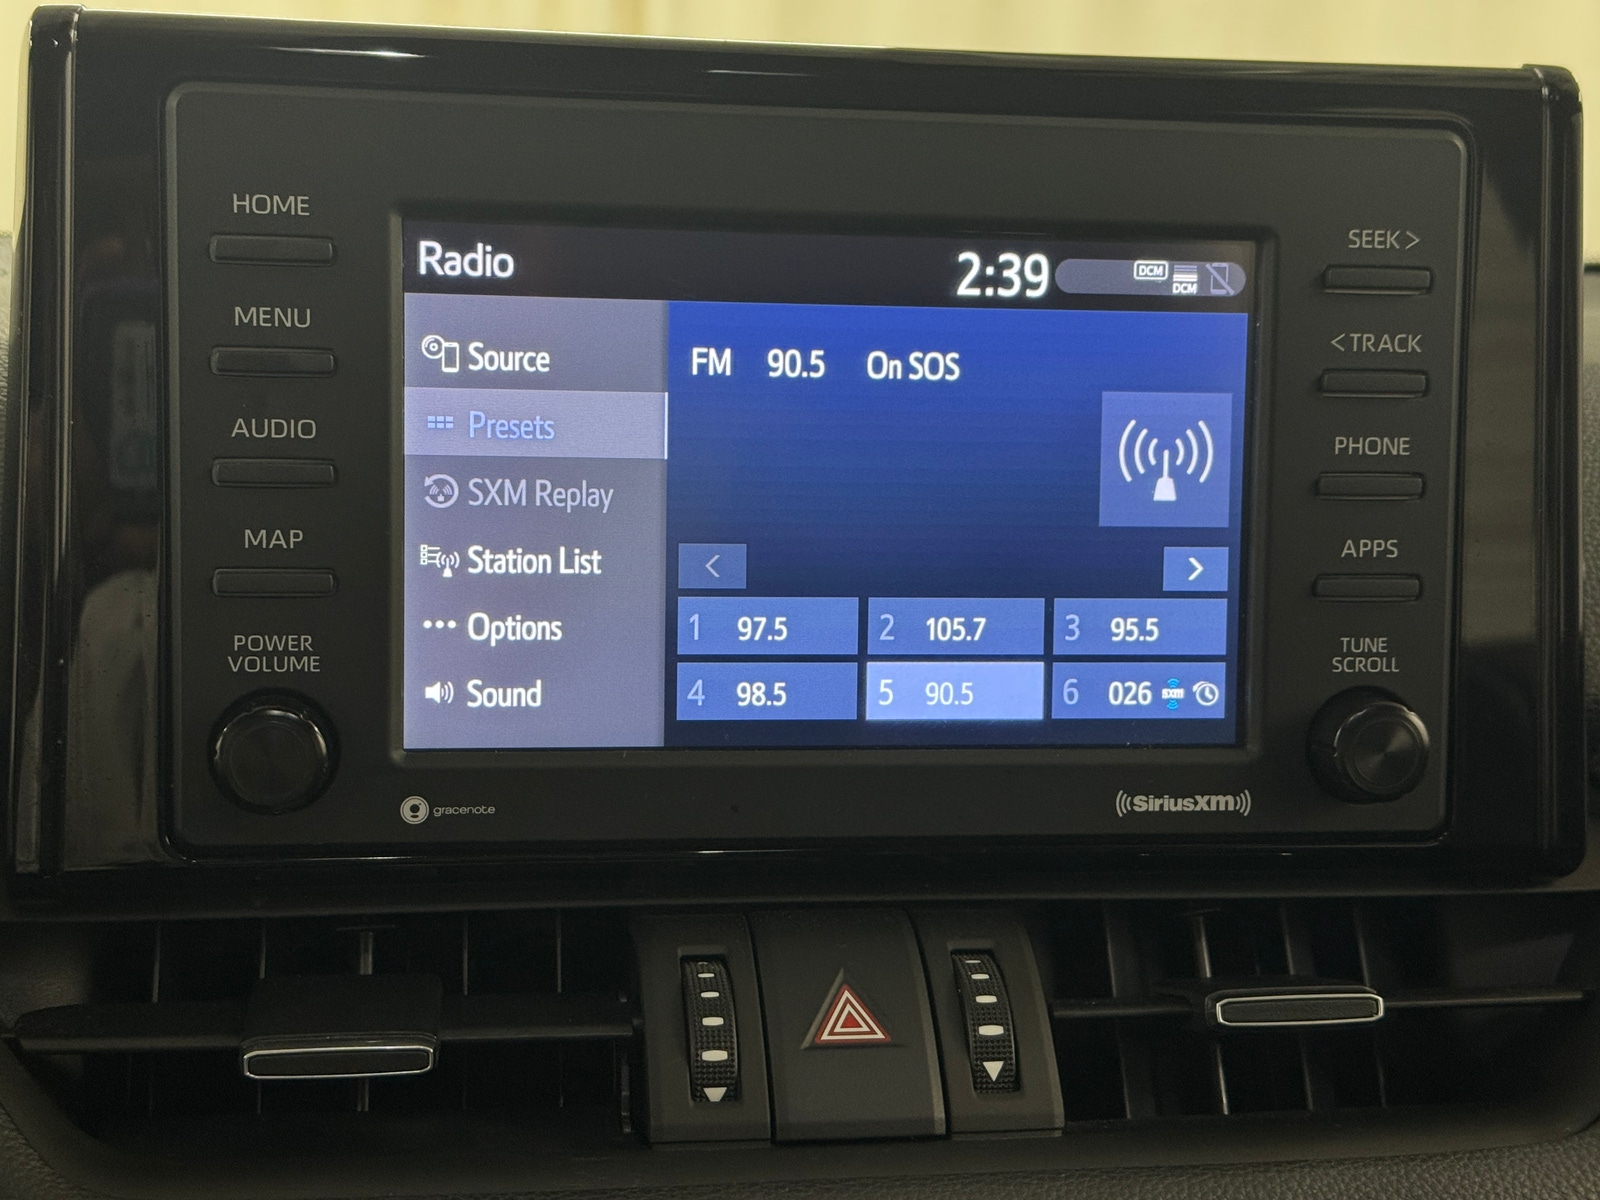 HOME
MENU
AUDIO
MAP
POWER
VOLUME
Radio
2:39
DCM
DCM
Source
Presets
SXM Replay
Station List
Options
Sound
FM 90.5 On SOS
<
>
1 97.5
2 105.7
3 95.5
4 98.5
5 90.5
6 026 sxm
SEEK >
< TRACK
PHONE
APPS
TUNE
SCROLL
gracenote
((SiriusXM))